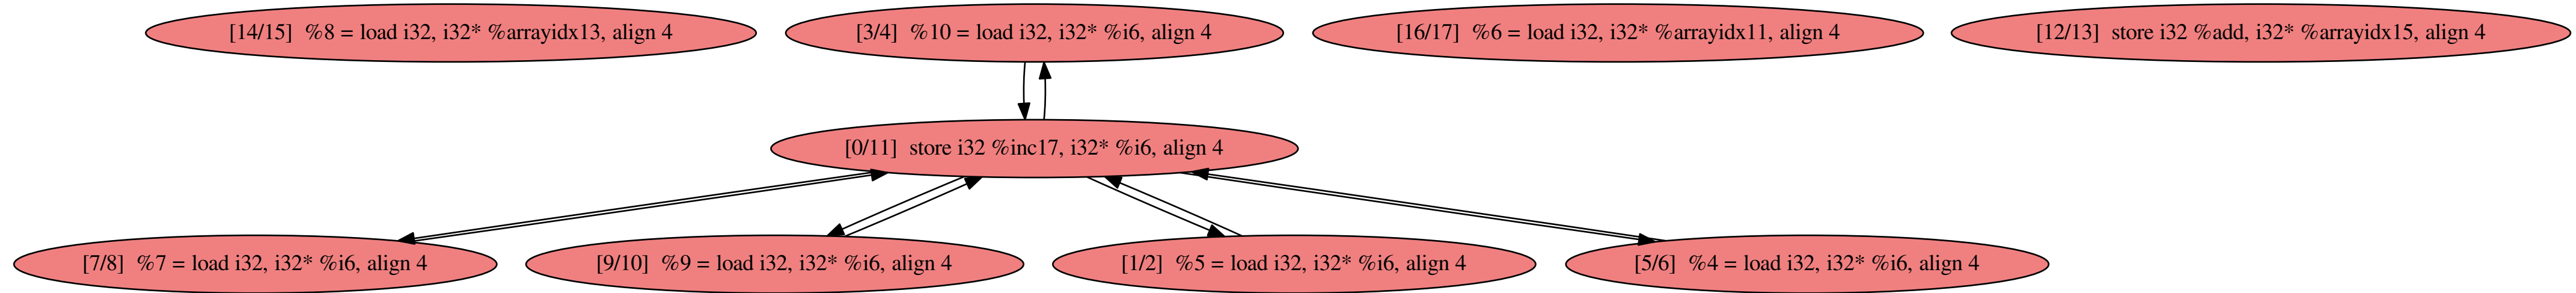 [14/15]  %8 = load i32, i32* %arrayidx13, align 4
[3/4]  %10 = load i32, i32* %i6, align 4
[16/17]  %6 = load i32, i32* %arrayidx11, align 4
[12/13]  store i32 %add, i32* %arrayidx15, align 4
[0/11]  store i32 %inc17, i32* %i6, align 4
[7/8]  %7 = load i32, i32* %i6, align 4
[9/10]  %9 = load i32, i32* %i6, align 4
[1/2]  %5 = load i32, i32* %i6, align 4
[5/6]  %4 = load i32, i32* %i6, align 4